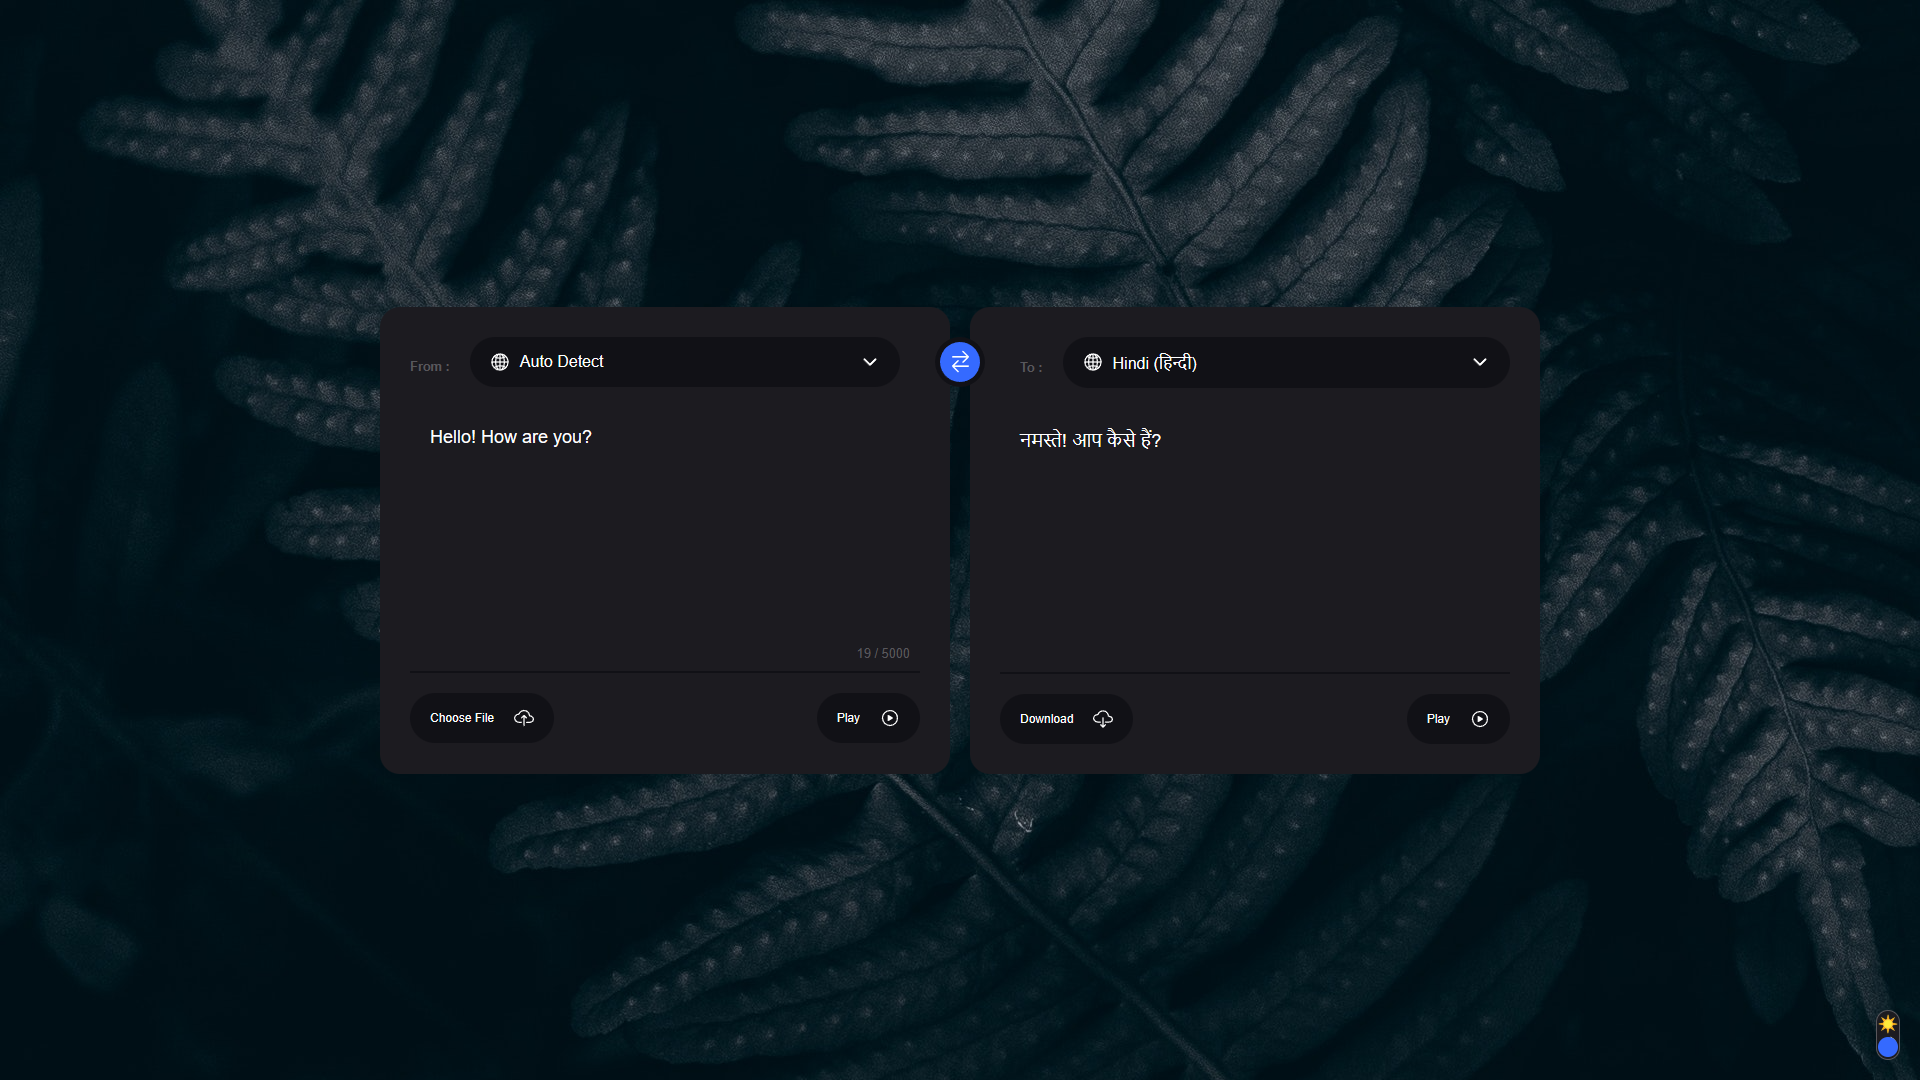 From :
Auto Detect
Hello! How are you?
19 / 5000
Choose File
Play
To :
Hindi (हिन्दी)
नमस्ते! आप कैसे हैं?
Download
Play